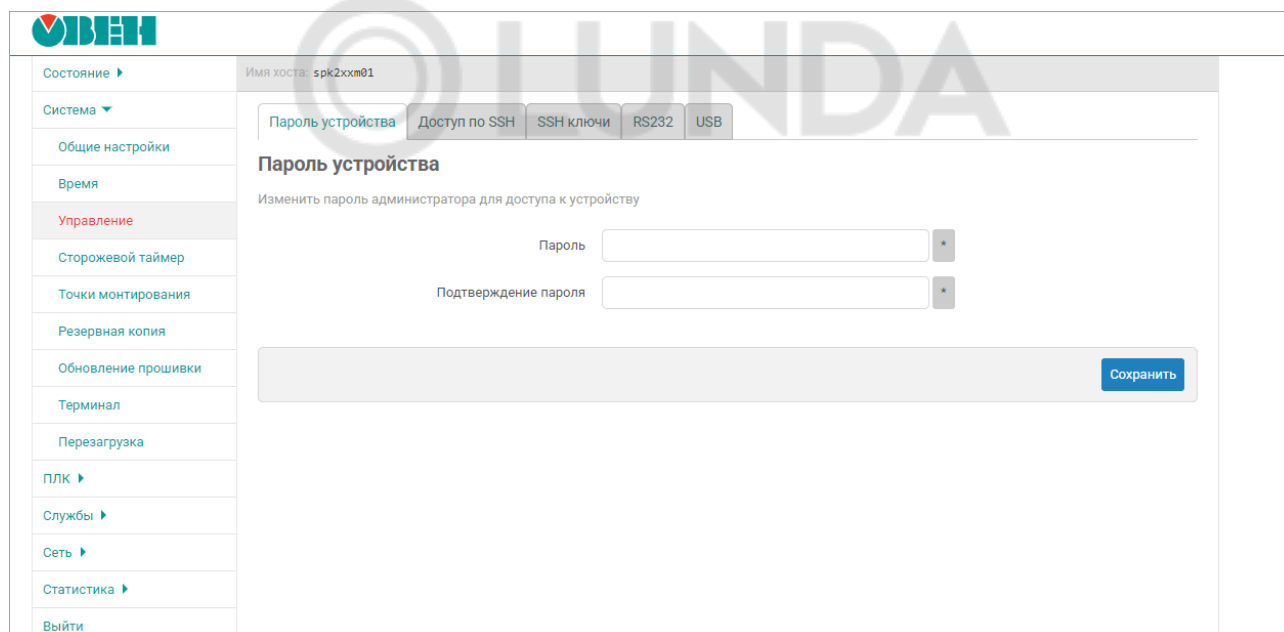 ОВЕН
LUNDA
Состояние
Имя хоста: spk2xxm01
Система
Пароль устройства Доступ по SSH SSH ключи RS232 USB
Общие настройки
Пароль устройства
Время
Изменить пароль администратора для доступа к устройству
Управление
Пароль *
Сторожевой таймер
Подтверждение пароля *
Точки монтирования
Резервная копия
Обновление прошивки
Сохранить
Терминал
Перезагрузка
ПЛК
Службы
Сеть
Статистика
Выйти